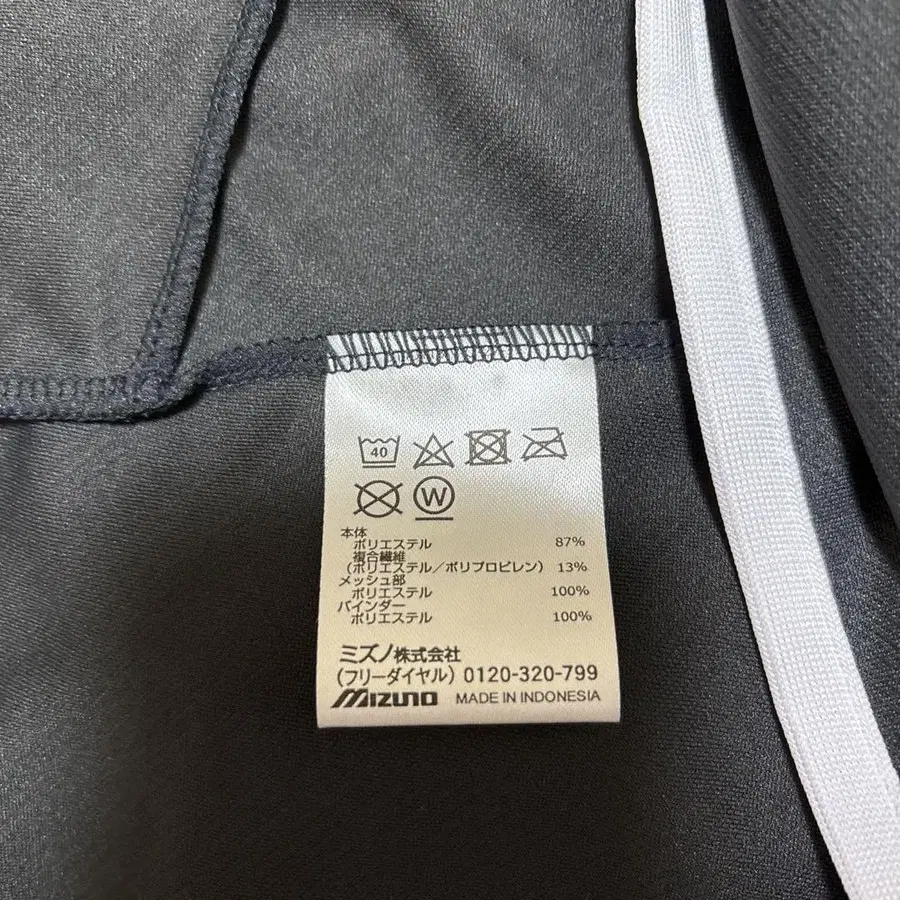 40
W
本体
ポリエステル 87%
複合繊維
(ポリエステル/ポリプロピレン) 13%
メッシュ部
ポリエステル 100%
バインダー
ポリエステル 100%
ミズノ株式会社
(フリーダイヤル) 0120-320-799
MIZUNO MADE IN INDONESIA